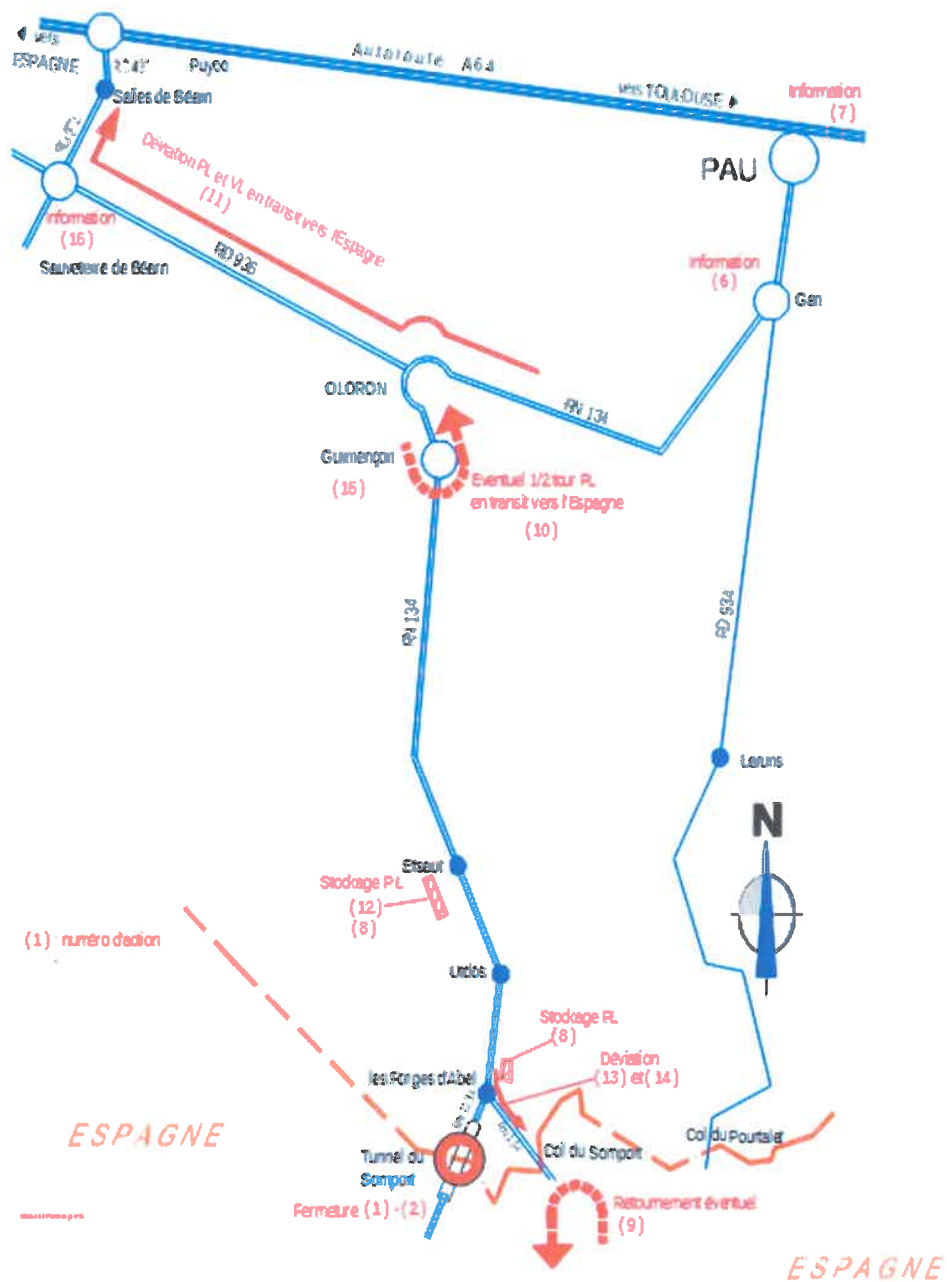 vers
ESPAGNE
Puyoo
Salies de Béarn
Autoroute A64
vers TOULOUSE
Information
(7)
PAU
Déviation PL et VL en transit vers l'Espagne
(11)
Information
(16)
Sauveterre de Béarn
RD 936
Information
(6)
Gan
OLORON
RN 134
Gurmençon
(15)
Eventuel 1/2 tour PL
en transit vers l'Espagne
(10)
RN 134
RD 934
Laruns
N
Etsaut
Stockage PL
(12)
(8)
(1) numéro d'action
Urdos
Stockage PL
(8)
Déviation
(13) et (14)
les Forges d'Abel
RN 134
ESPAGNE
Tunnel du
Somport
Col du Somport
Col du Pourtalet
Fermeture (1) - (2)
Retournement éventuel
(9)
ESPAGNE